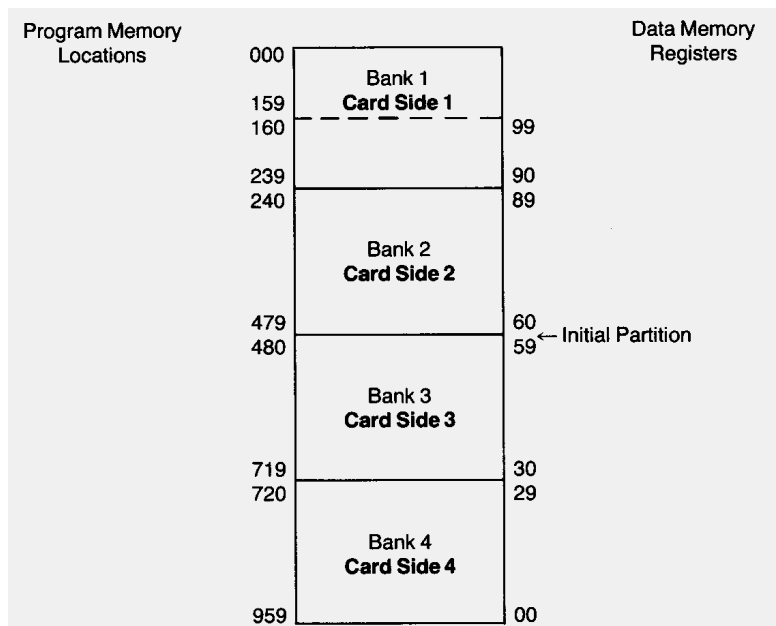 Program Memory
Locations
Data Memory
Registers
000
Bank 1
Card Side 1
159
160
99
239
90
240
89
Bank 2
Card Side 2
479
60
← Initial Partition
480
59
Bank 3
Card Side 3
719
30
720
29
Bank 4
Card Side 4
959
00